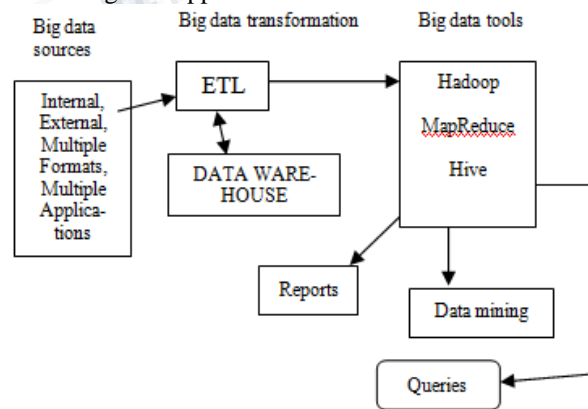 Big data
sources
Big data transformation
Big data tools
Internal,
External,
Multiple
Formats,
Multiple
Applica-
tions
ETL
DATA WARE-
HOUSE
Hadoop
MapReduce
Hive
Reports
Data mining
Queries